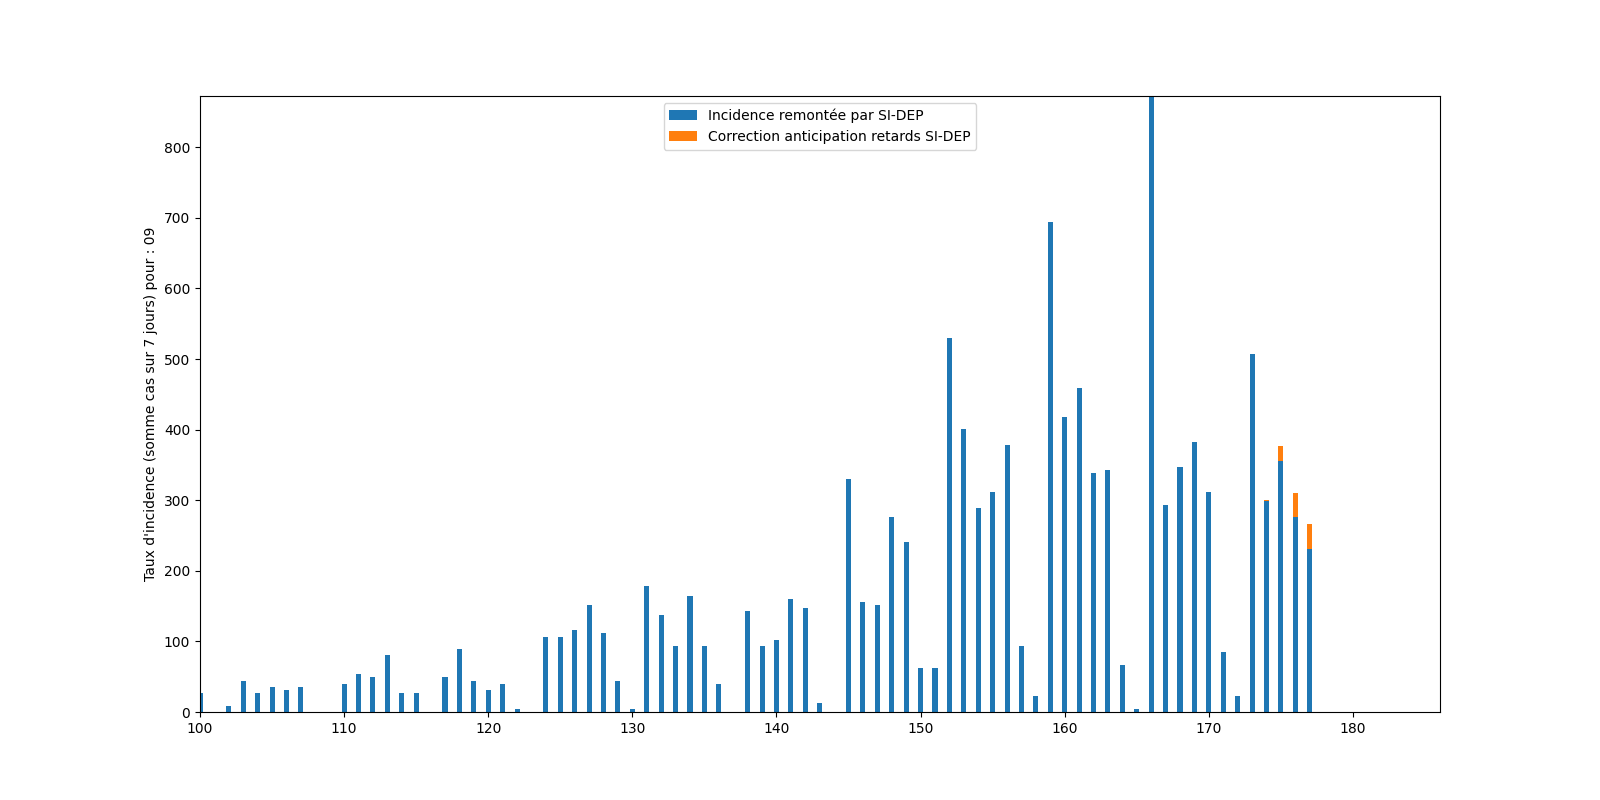 Incidence remontée par SI-DEP
Correction anticipation retards SI-DEP
Taux d'incidence (somme cas sur 7 jours) pour : 09
800
700
600
500
400
300
200
100
0
100 110 120 130 140 150 160 170 180